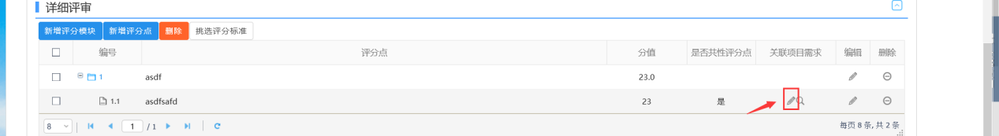 详细评审
新增评分模块 新增评分点 删除 挑选评分标准
编号 评分点 分值 是否共性评分点 关联项目需求 编辑 删除
1 asdf 23.0
1.1 asdfsafd 23 是
8 1 / 1 每页 8 条, 共 2 条